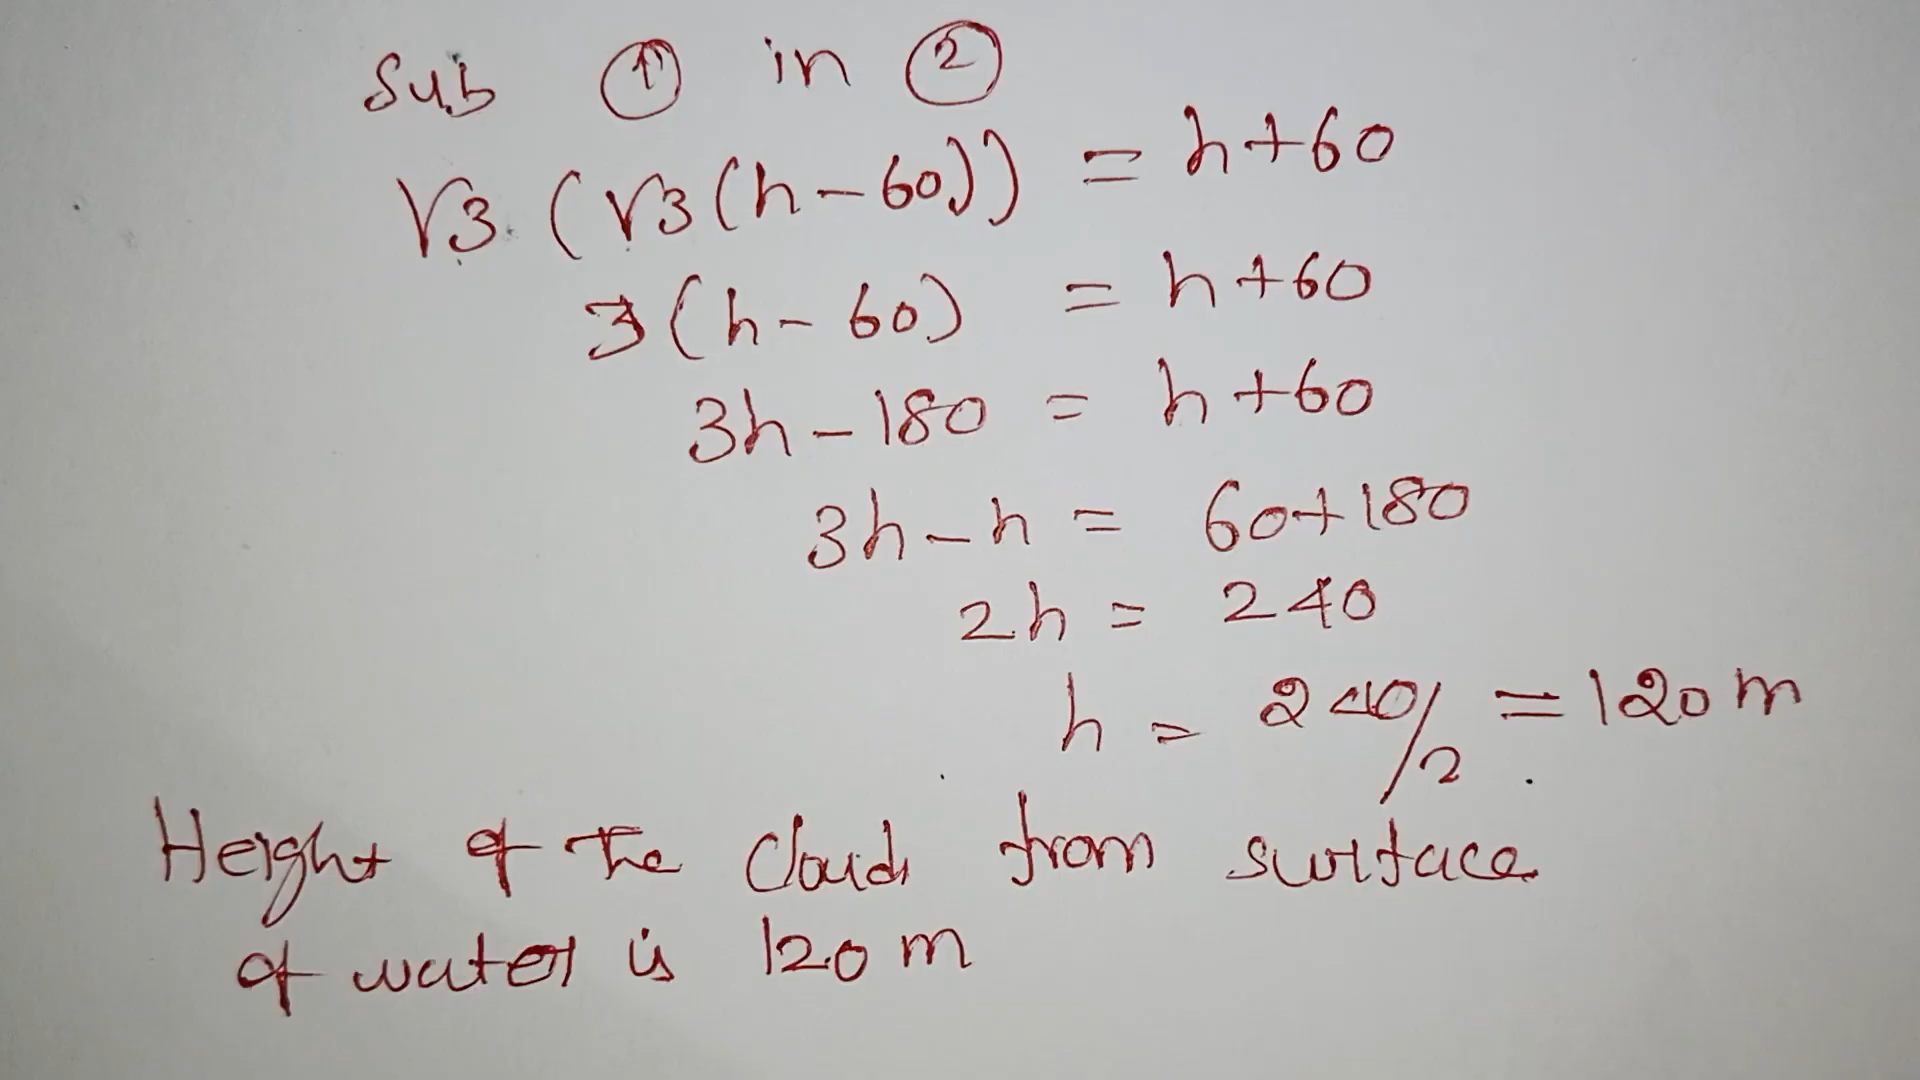 Sub ① in ②
√3 (√3(h-60)) = h+60
3(h-60) = h+60
3h-180 = h+60
3h-h = 60+180
2h = 240
h = 240/2 = 120 m
Height of the Cloud from surface
of water is 120 m